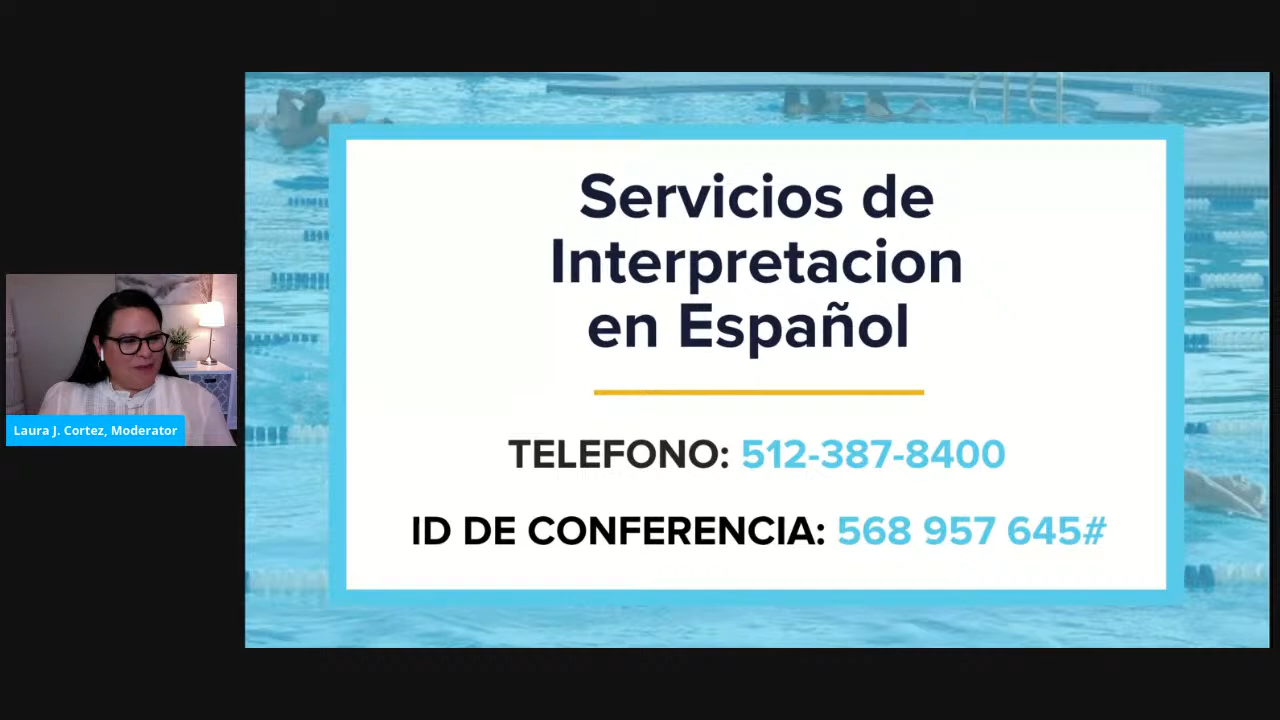 Servicios de
Interpretacion
en Español
TELEFONO: 512-387-8400
ID DE CONFERENCIA: 568 957 645#
Laura J. Cortez, Moderator